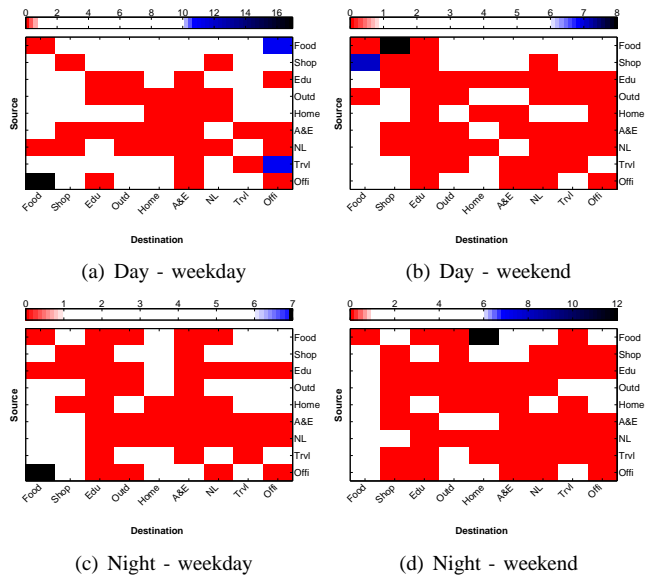 0 2 4 6 8 10 12 14 16
Source
Food
Shop
Edu
Outd
Home
A&E
NL
Trvl
Offi
Food Shop Edu Outd Home A&E NL Trvl Offi
Destination
(a) Day - weekday
0 1 2 3 4 5 6 7 8
Source
Food
Shop
Edu
Outd
Home
A&E
NL
Trvl
Offi
Food Shop Edu Outd Home A&E NL Trvl Offi
Destination
(b) Day - weekend
0 1 2 3 4 5 6 7
Source
Food
Shop
Edu
Outd
Home
A&E
NL
Trvl
Offi
Food Shop Edu Outd Home A&E NL Trvl Offi
Destination
(c) Night - weekday
0 2 4 6 8 10 12
Source
Food
Shop
Edu
Outd
Home
A&E
NL
Trvl
Offi
Food Shop Edu Outd Home A&E NL Trvl Offi
Destination
(d) Night - weekend